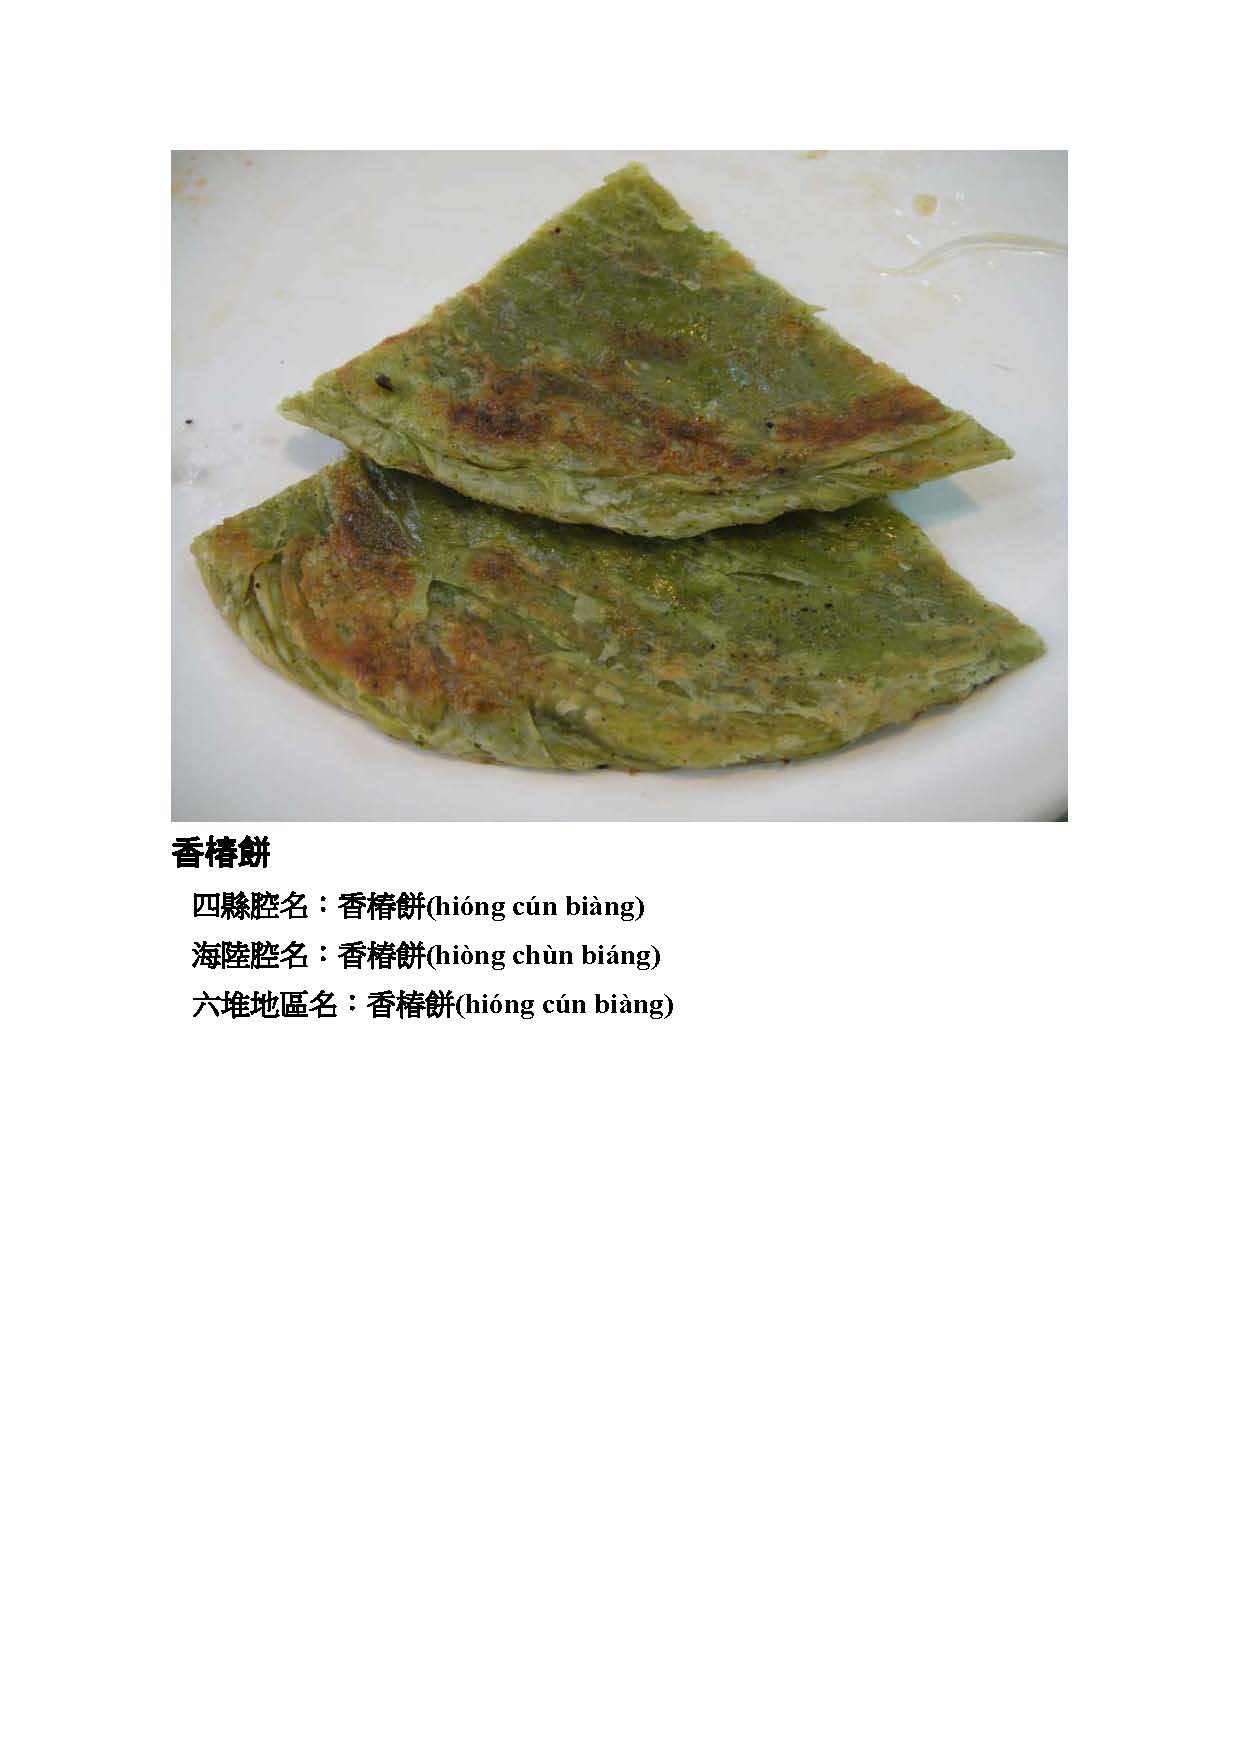 香椿餅
四縣腔名：香椿餅(hióng cún biàng)
海陸腔名：香椿餅(hiòng chùn biáng)
六堆地區名：香椿餅(hióng cún biàng)